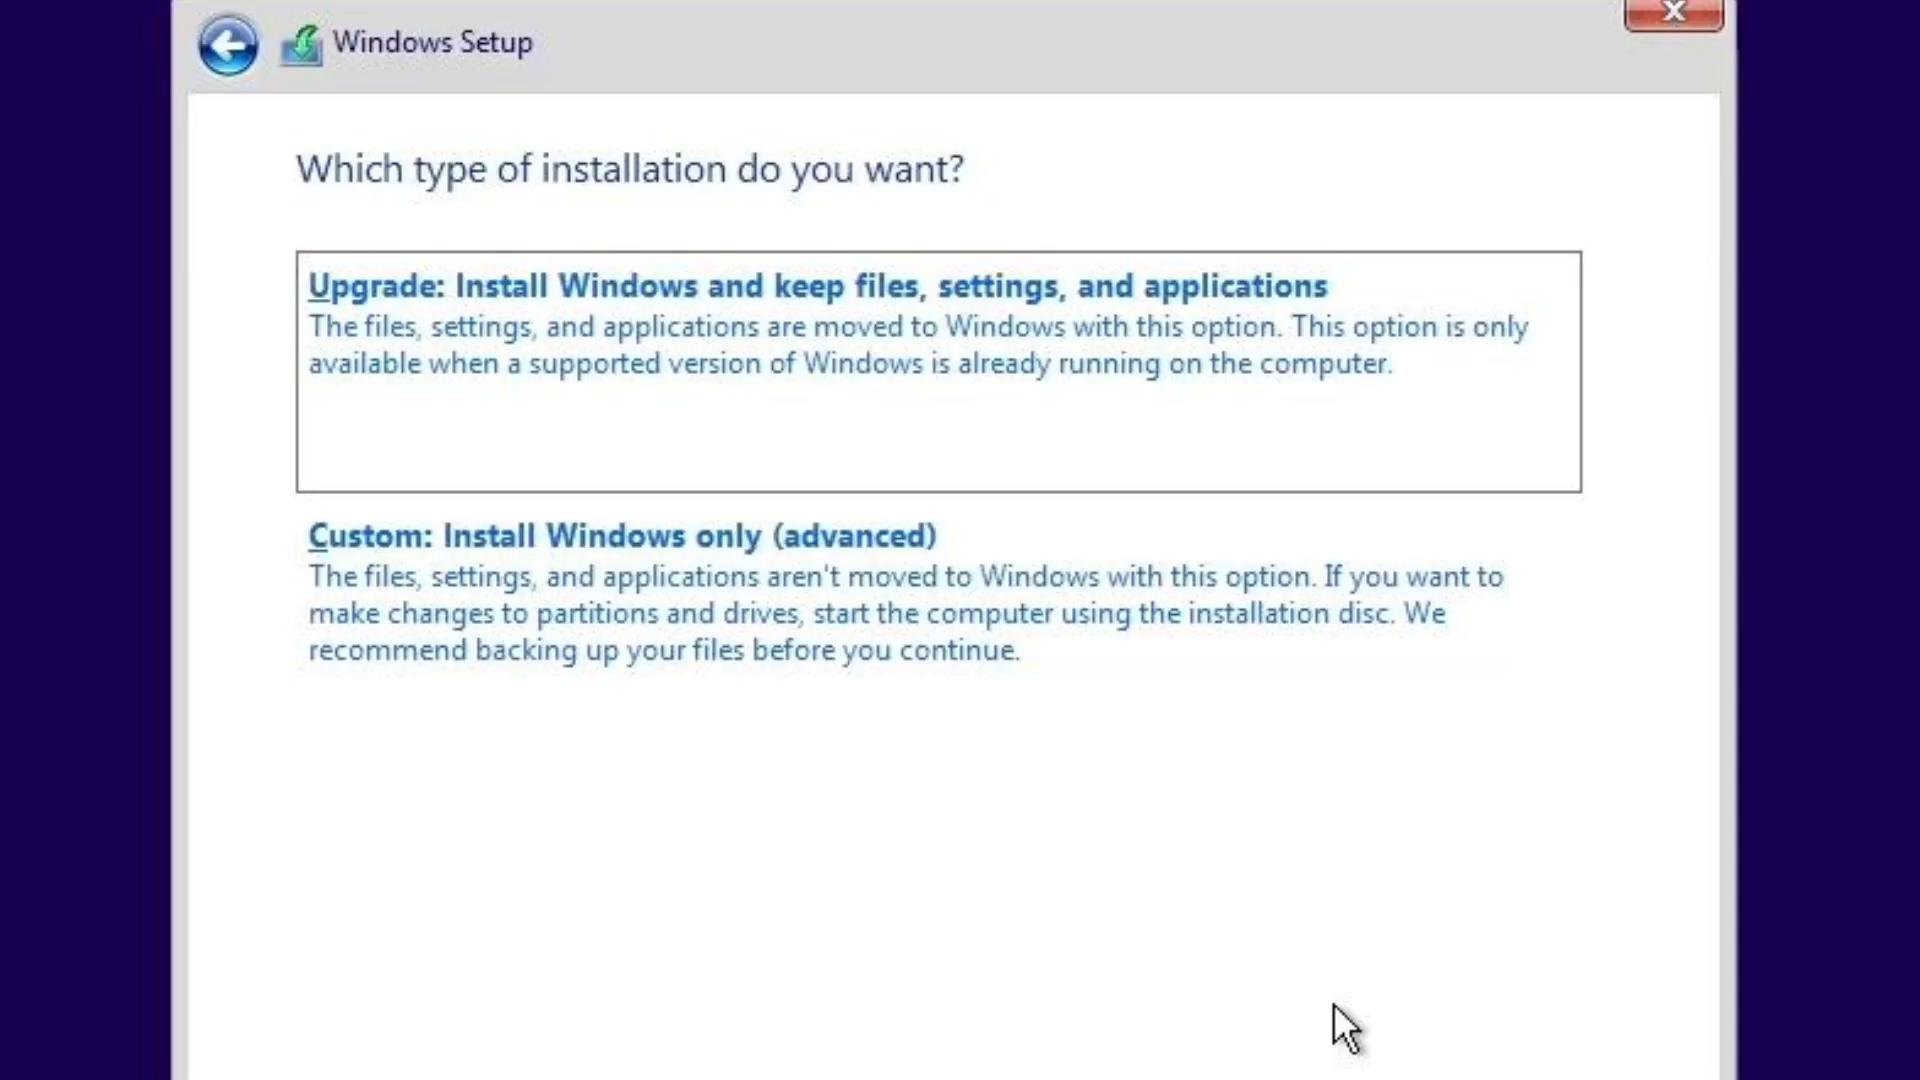 Windows Setup
Which type of installation do you want?
Upgrade: Install Windows and keep files, settings, and applications
The files, settings, and applications are moved to Windows with this option. This option is only
available when a supported version of Windows is already running on the computer.
Custom: Install Windows only (advanced)
The files, settings, and applications aren't moved to Windows with this option. If you want to
make changes to partitions and drives, start the computer using the installation disc. We
recommend backing up your files before you continue.